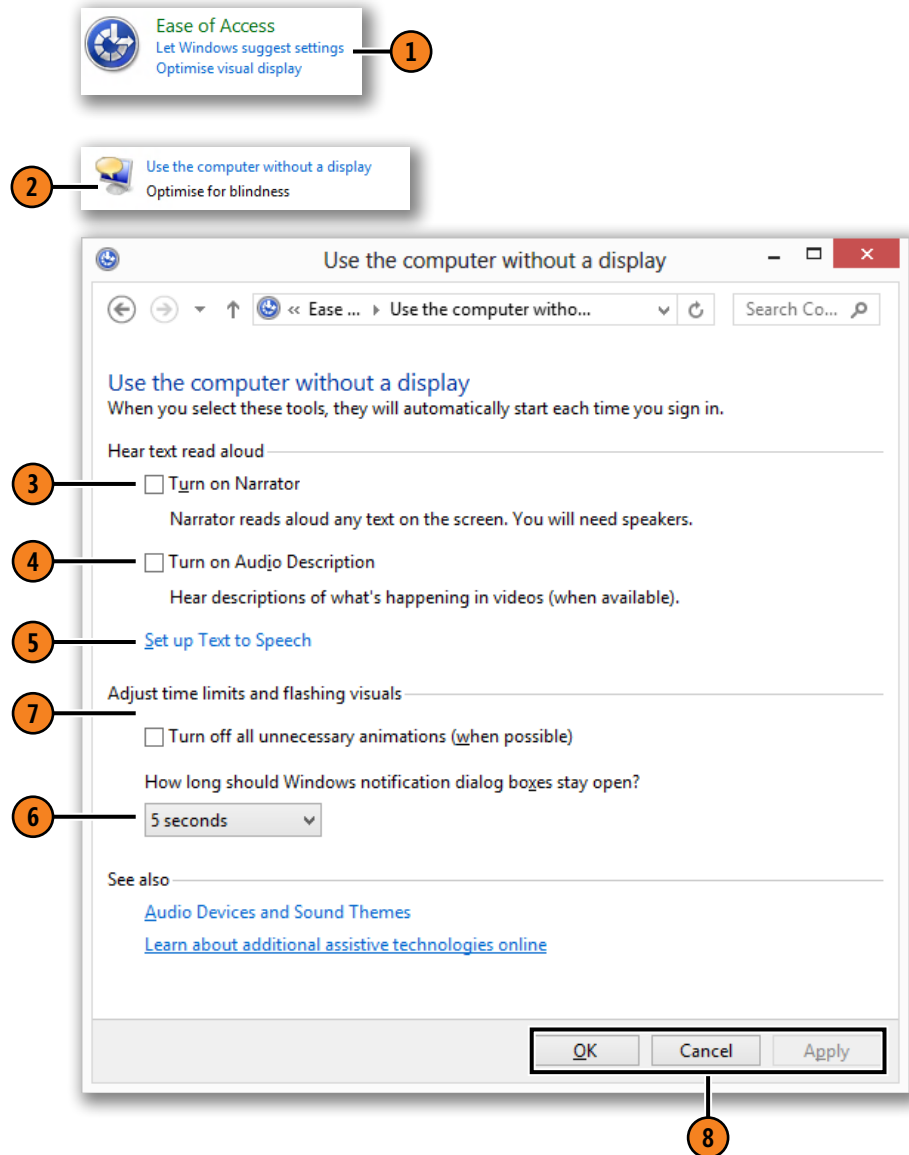 Ease of Access
Let Windows suggest settings
1
Optimise visual display
Use the computer without a display
2
Optimise for blindness
Use the computer without a display
« Ease ... Use the computer witho... Search Co...
Use the computer without a display
When you select these tools, they will automatically start each time you sign in.
Hear text read aloud
3 Turn on Narrator
Narrator reads aloud any text on the screen. You will need speakers.
4 Turn on Audio Description
Hear descriptions of what's happening in videos (when available).
5 Set up Text to Speech
Adjust time limits and flashing visuals
7
Turn off all unnecessary animations (when possible)
How long should Windows notification dialog boxes stay open?
6 5 seconds
See also
Audio Devices and Sound Themes
Learn about additional assistive technologies online
OK Cancel Apply
8